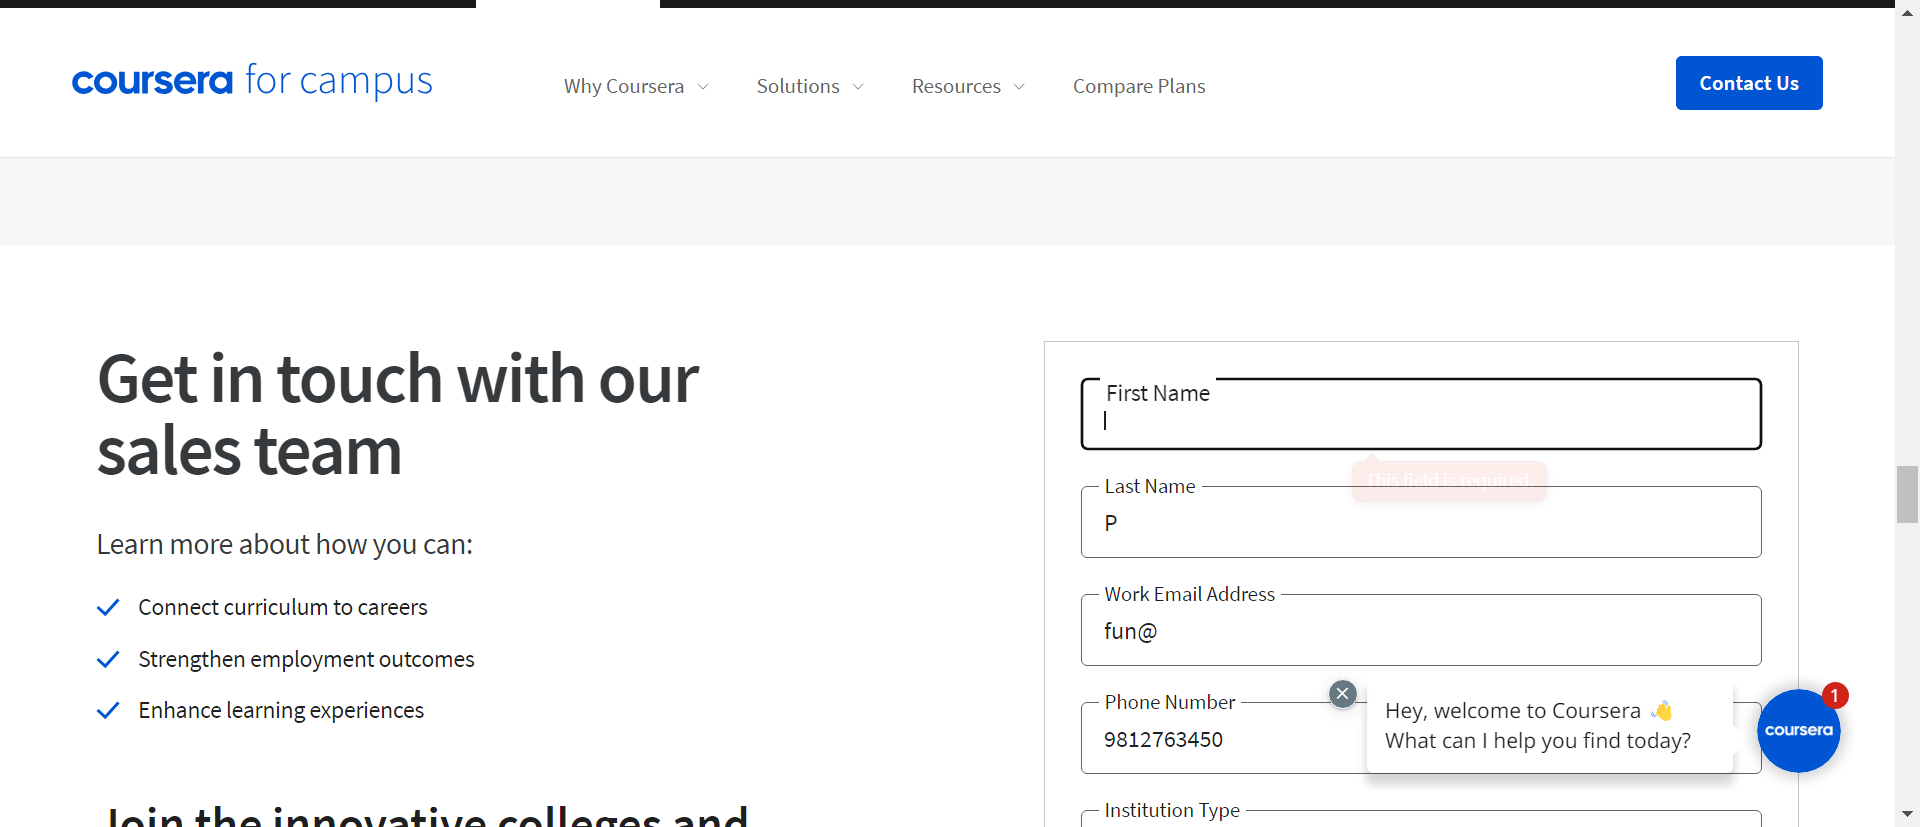 coursera for campus
Why Coursera
Solutions
Resources
Compare Plans
Contact Us
Get in touch with our
sales team
Learn more about how you can:
Connect curriculum to careers
Strengthen employment outcomes
Enhance learning experiences
Join the innovative colleges and
First Name
This field is required.
Last Name
P
Work Email Address
fun@
Phone Number
9812763450
Institution Type
Hey, welcome to Coursera 👋
What can I help you find today?
1
coursera